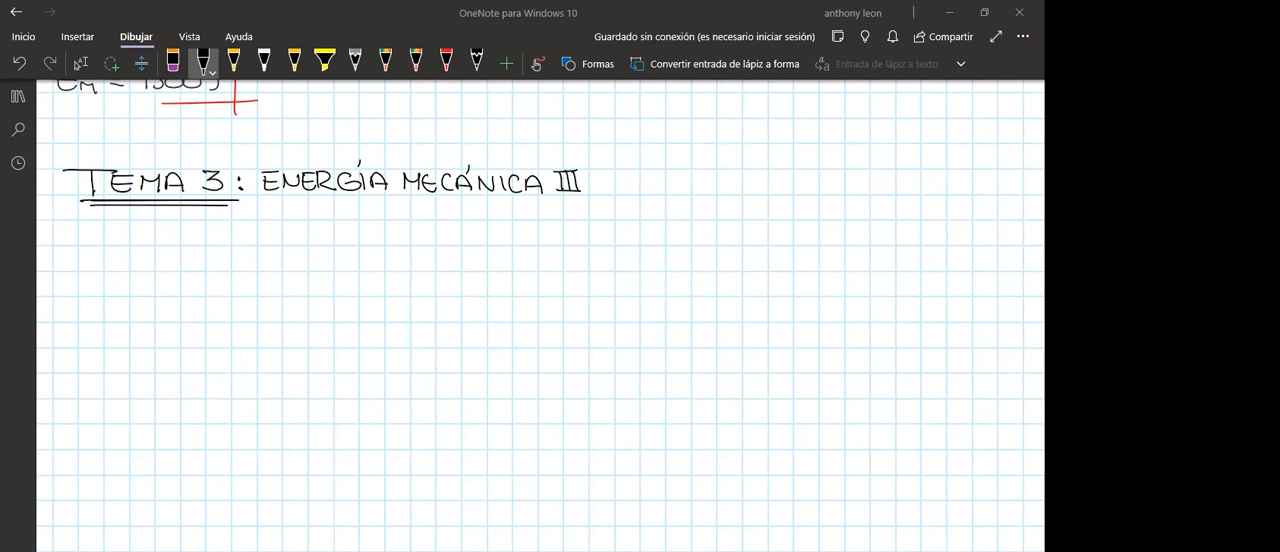 OneNote para Windows 10
anthony leon
Inicio Insertar Dibujar Vista Ayuda
Guardado sin conexión (es necesario iniciar sesión) Compartir
Formas Convertir entrada de lápiz a forma Entrada de lápiz a texto
TEMA 3: ENERGÍA MECÁNICA III